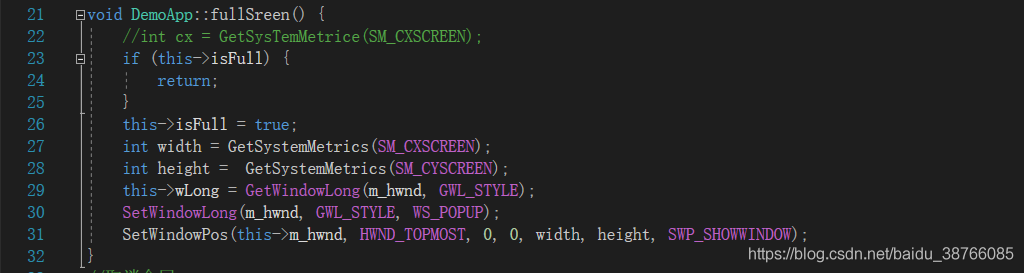 21 void DemoApp::fullSreen() {
22 //int cx = GetSysTemMetrice(SM_CXSCREEN);
23 if (this->isFull) {
24 return;
25 }
26 this->isFull = true;
27 int width = GetSystemMetrics(SM_CXSCREEN);
28 int height =  GetSystemMetrics(SM_CYSCREEN);
29 this->wLong = GetWindowLong(m_hwnd, GWL_STYLE);
30 SetWindowLong(m_hwnd, GWL_STYLE, WS_POPUP);
31 SetWindowPos(this->m_hwnd, HWND_TOPMOST, 0, 0, width, height, SWP_SHOWWINDOW);
32 }
https://blog.csdn.net/baidu_38766085